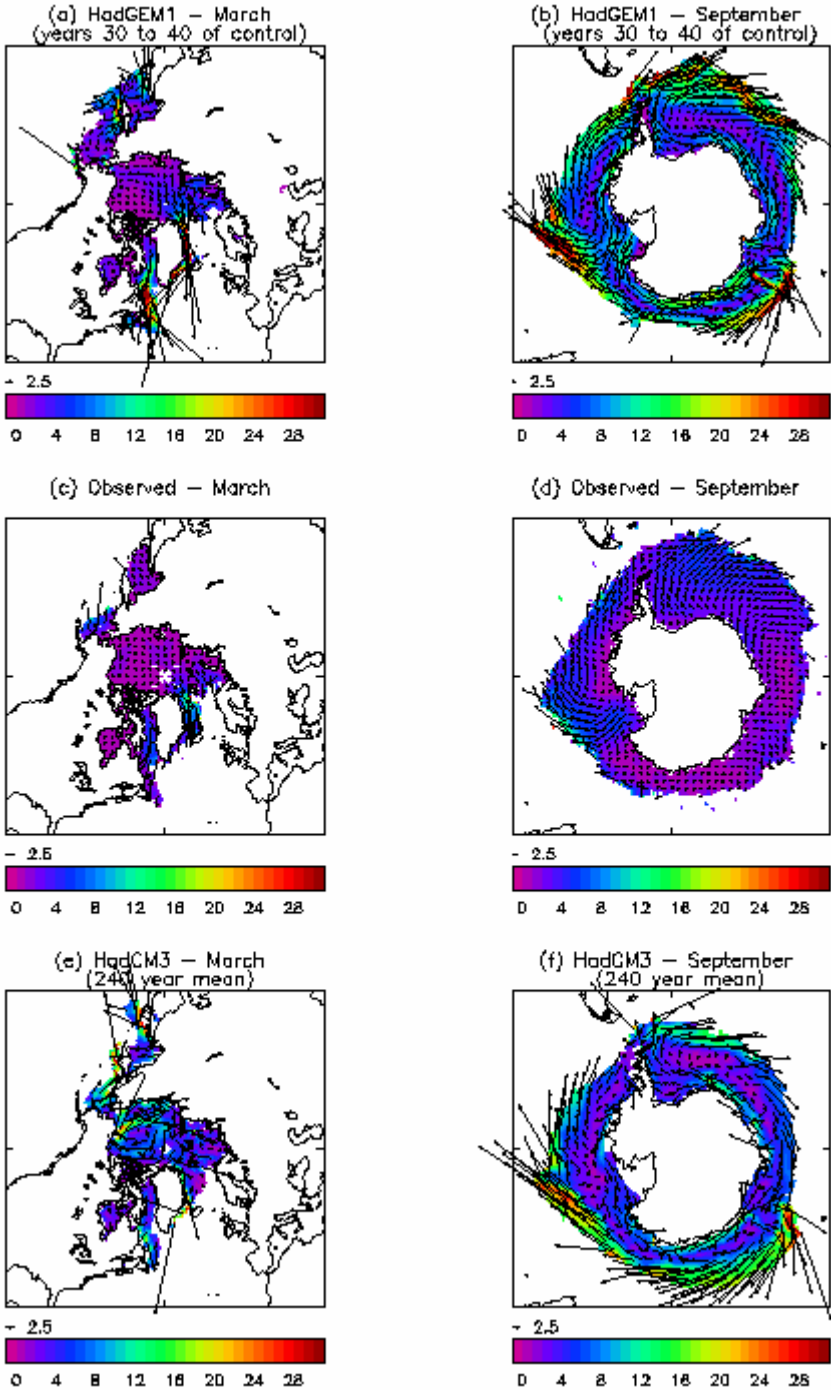 (a) HadGEM1 – March
(years 30 to 40 of control)
(b) HadGEM1 – September
(years 30 to 40 of control)
– 2.5
0 4 8 12 16 20 24 28
– 2.5
0 4 8 12 16 20 24 28
(c) Observed – March
(d) Observed – September
– 2.5
0 4 8 12 16 20 24 28
– 2.5
0 4 8 12 16 20 24 28
(e) HadCM3 – March
(240 year mean)
(f) HadCM3 – September
(240 year mean)
– 2.5
0 4 8 12 16 20 24 28
– 2.5
0 4 8 12 16 20 24 28